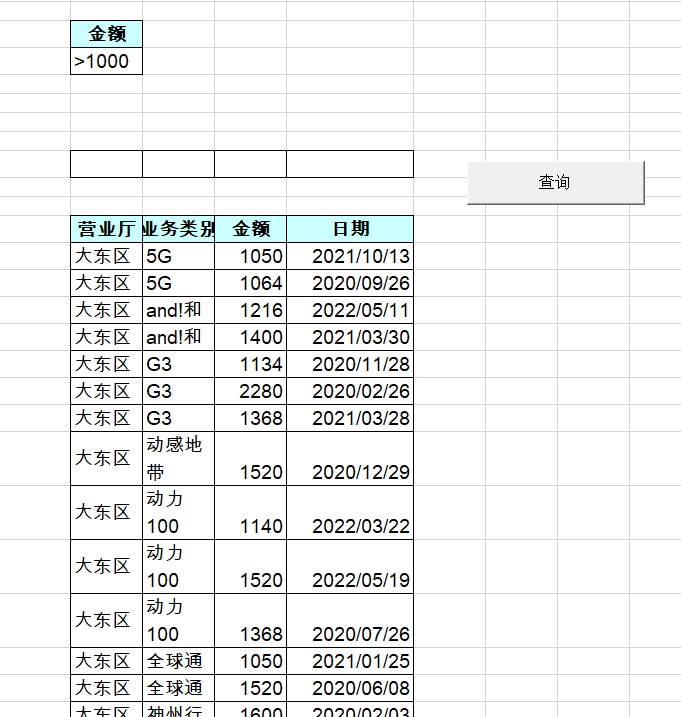 金额
>1000
查询
营业厅 业务类别 金额 日期
大东区 5G 1050 2021/10/13
大东区 5G 1064 2020/09/26
大东区 and!和 1216 2022/05/11
大东区 and!和 1400 2021/03/30
大东区 G3 1134 2020/11/28
大东区 G3 2280 2020/02/26
大东区 G3 1368 2021/03/28
大东区 动感地带 1520 2020/12/29
大东区 动力100 1140 2022/03/22
大东区 动力100 1520 2022/05/19
大东区 动力100 1368 2020/07/26
大东区 全球通 1050 2021/01/25
大东区 全球通 1520 2020/06/08
大东区 神州行 1600 2020/02/03